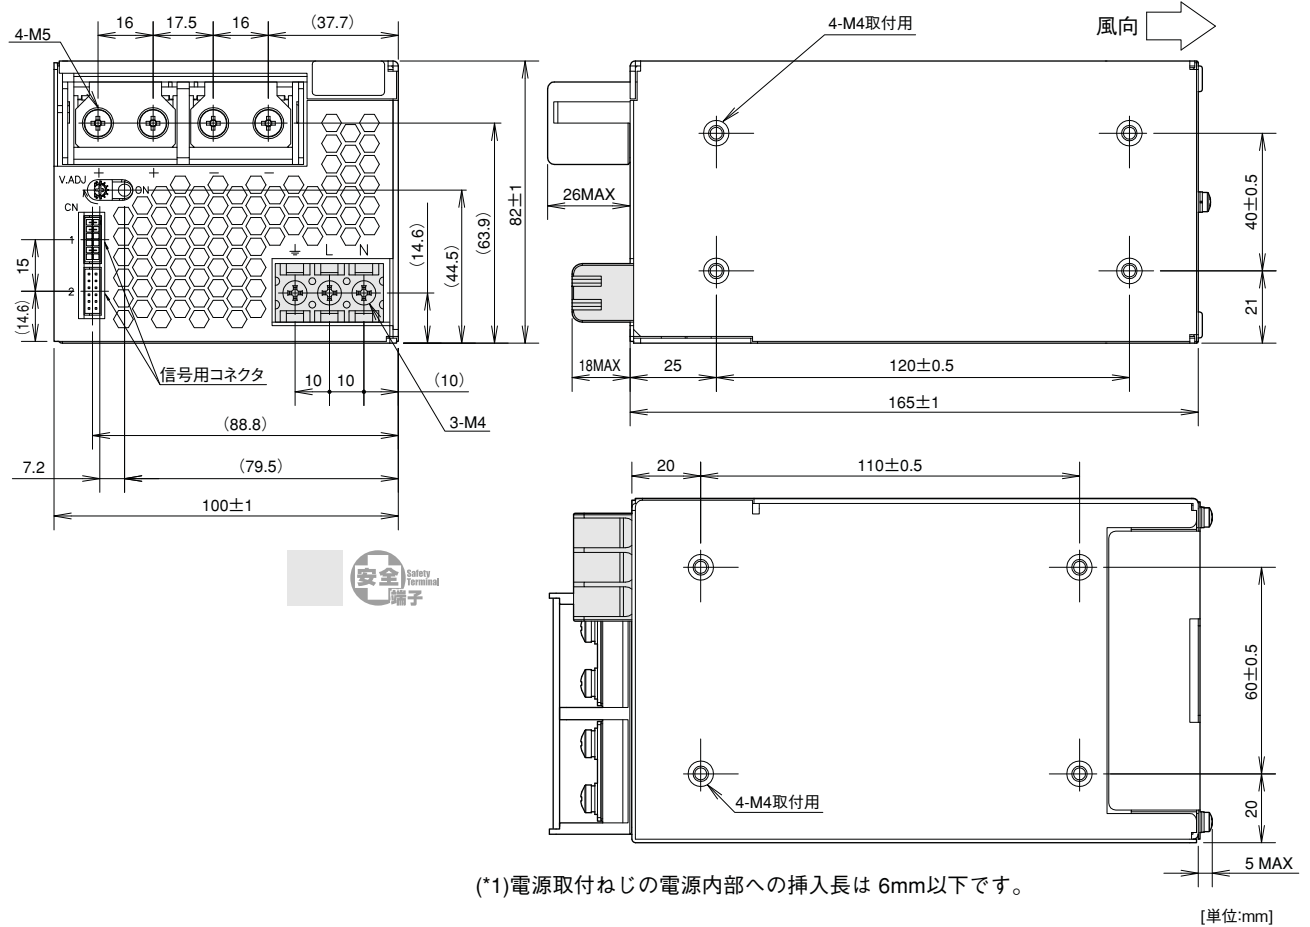 16
17.5
16
(37.7)
4-M5
4-M4取付用
風向
V.ADJ
+
+
−
−
ON
CN
1
2
L
N
15
(14.6)
(14.6)
(44.5)
(63.9)
82±1
信号用コネクタ
10
10
(10)
3-M4
(88.8)
7.2
(79.5)
100±1
26MAX
18MAX
25
120±0.5
165±1
40±0.5
21
安全
端子
Safety
Terminal
20
110±0.5
60±0.5
20
4-M4取付用
5 MAX
(*1)電源取付ねじの電源内部への挿入長は 6mm以下です。
[単位:mm]